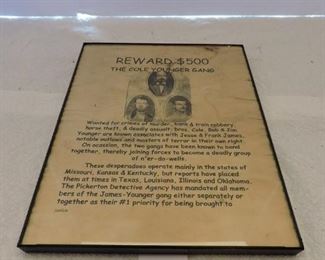 REWARD $500
THE COLE YOUNGER GANG
Wanted for crimes of murder, bank & train robbery,
horse theft, & deadly assault; bros. Cole, Bob & Jim
Younger are known associates with Jesse & Frank James,
notable outlaws and masters of terror in their own right.
On ocasion, the two gangs have been known to band
together, thereby joining forces to become a deadly group
of n'er-do-wells.
These desperadoes operate mainly in the states of
Missouri, Kansas & Kentucky, but reports have placed
them at times in Texas, Louisiana, Illinois and Oklahoma.
The Pickerton Detective Agency has mandated all mem-
bers of the James-Younger gang either separately or
together as their #1 priority for being brought to